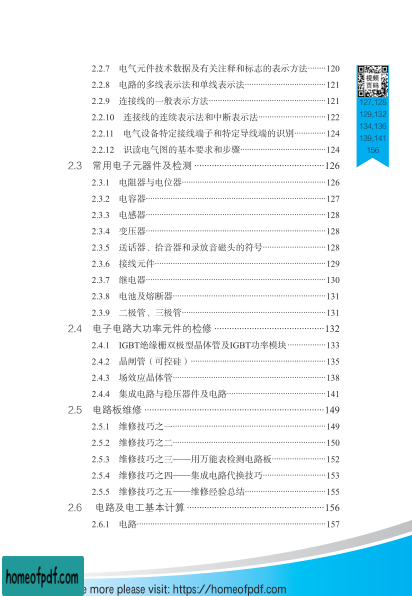 2.2.7 电气元件技术数据及有关注释和标志的表示方法········120
2.2.8 电路的多线表示法和单线表示法········121
2.2.9 连接线的一般表示方法········121
2.2.10 连接线的连续表示法和中断表示法········122
2.2.11 电气设备特定接线端子和特定导线端的识别········124
2.2.12 识读电气图的基本要求和步骤········124
2.3 常用电子元器件及检测········126
2.3.1 电阻器与电位器········126
2.3.2 电容器········127
2.3.3 电感器········128
2.3.4 变压器········128
2.3.5 送话器、拾音器和录放音磁头的符号········128
2.3.6 接线元件········129
2.3.7 继电器········130
2.3.8 电池及熔断器········131
2.3.9 二极管、三极管········131
2.4 电子电路大功率元件的检修········132
2.4.1 IGBT绝缘栅双极型晶体管及IGBT功率模块········133
2.4.2 晶闸管（可控硅）········135
2.4.3 场效应晶体管········138
2.4.4 集成电路与稳压器件及电路········141
2.5 电路板维修········149
2.5.1 维修技巧之一········149
2.5.2 维修技巧之二········150
2.5.3 维修技巧之三——用万能表检测电路板········152
2.5.4 维修技巧之四——集成电路代换技巧········153
2.5.5 维修技巧之五——维修经验总结········155
2.6 电路及电工基本计算········156
2.6.1 电路········157
视频
页码
127,128
129,132
134,136
139,141
156
homeofpdf.com
e more please visit: https://homeofpdf.com